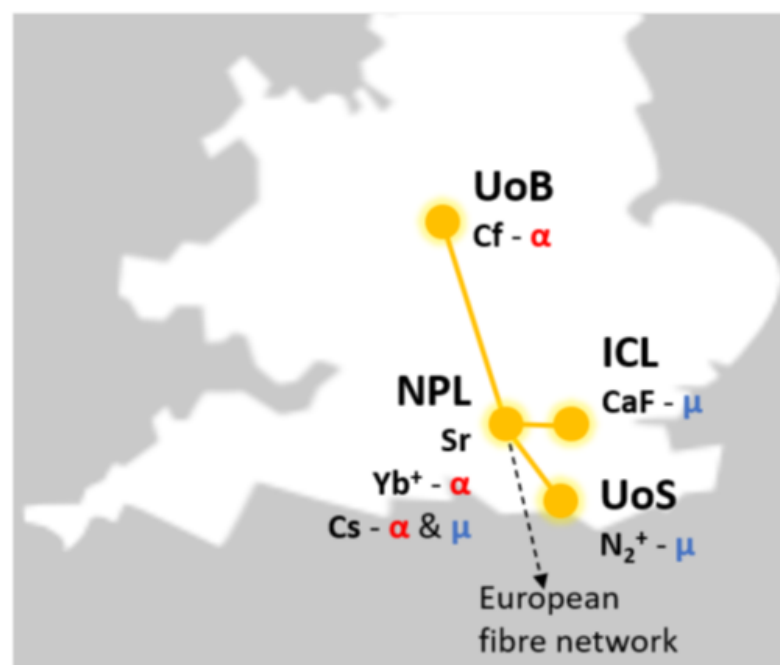 UoB
Cf - α
ICL
CaF - μ
NPL
Sr
Yb⁺ - α
Cs - α & μ
UoS
N₂⁺ - μ
European
fibre network